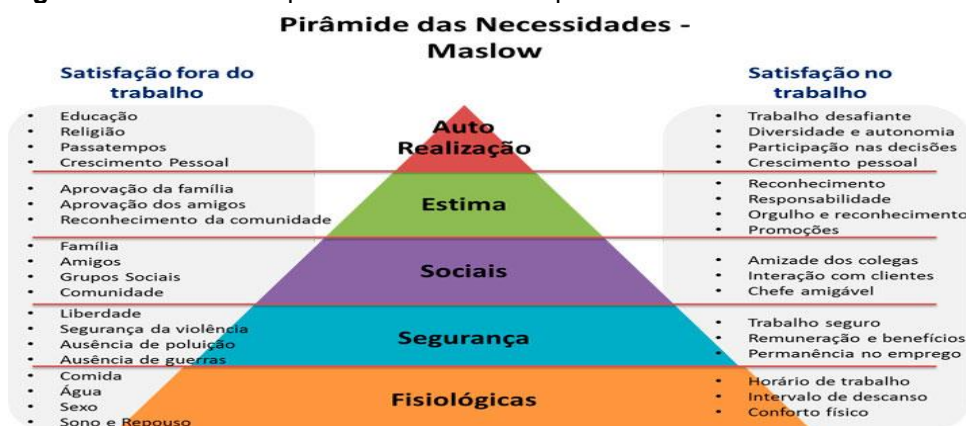 Pirâmide das Necessidades -
Maslow
Satisfação fora do
trabalho
• Educação
• Religião
• Passatempos
• Crescimento Pessoal
• Aprovação da família
• Aprovação dos amigos
• Reconhecimento da comunidade
• Família
• Amigos
• Grupos Sociais
• Comunidade
• Liberdade
• Segurança da violência
• Ausência de poluição
• Ausência de guerras
• Comida
• Água
• Sexo
• Sono e Repouso
Auto
Realização
Estima
Sociais
Segurança
Fisiológicas
Satisfação no
trabalho
• Trabalho desafiante
• Diversidade e autonomia
• Participação nas decisões
• Crescimento pessoal
• Reconhecimento
• Responsabilidade
• Orgulho e reconhecimento
• Promoções
• Amizade dos colegas
• Interação com clientes
• Chefe amigável
• Trabalho seguro
• Remuneração e benefícios
• Permanência no emprego
• Horário de trabalho
• Intervalo de descanso
• Conforto físico